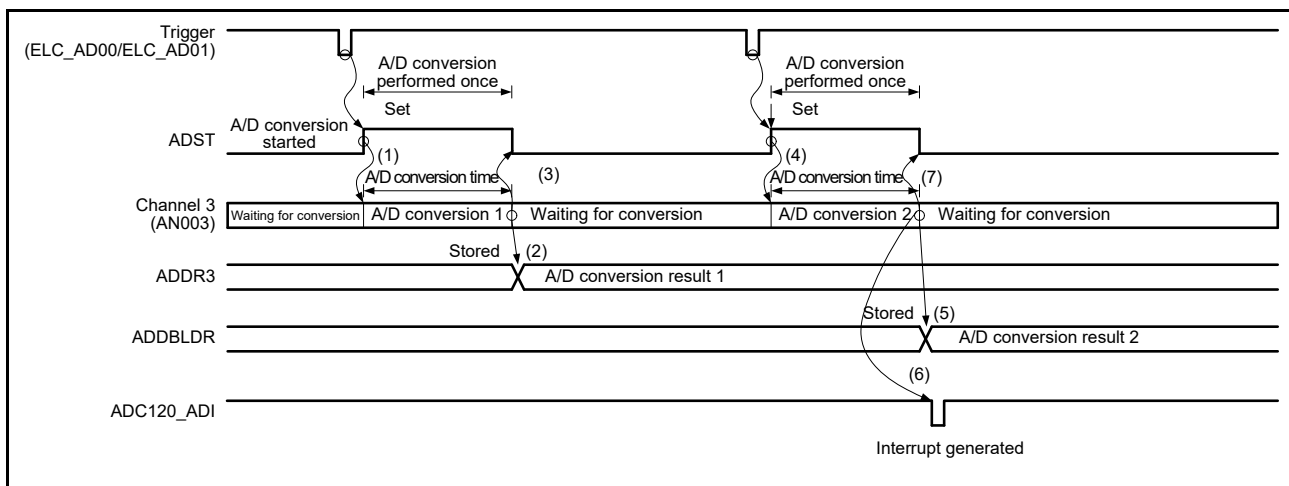 Trigger
(ELC_AD00/ELC_AD01)
A/D conversion
performed once
A/D conversion
performed once
Set
Set
ADST
A/D conversion
started
(1)
(3)
(4)
(7)
A/D conversion time
A/D conversion time
Channel 3
(AN003)
Waiting for conversion
A/D conversion 1
Waiting for conversion
A/D conversion 2
Waiting for conversion
Stored
(2)
ADDR3
A/D conversion result 1
Stored
(5)
ADDBLDR
A/D conversion result 2
(6)
ADC120_ADI
Interrupt generated